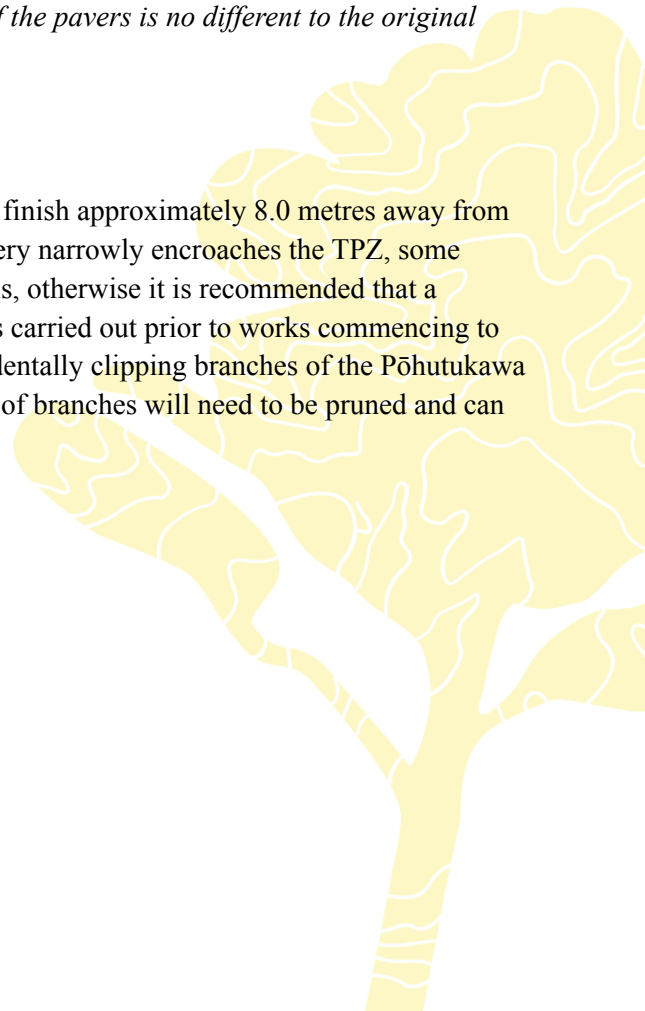 f the pavers is no different to the original
finish approximately 8.0 metres away from
ery narrowly encroaches the TPZ, some
s, otherwise it is recommended that a
s carried out prior to works commencing to
dentally clipping branches of the Pōhutukawa
of branches will need to be pruned and can